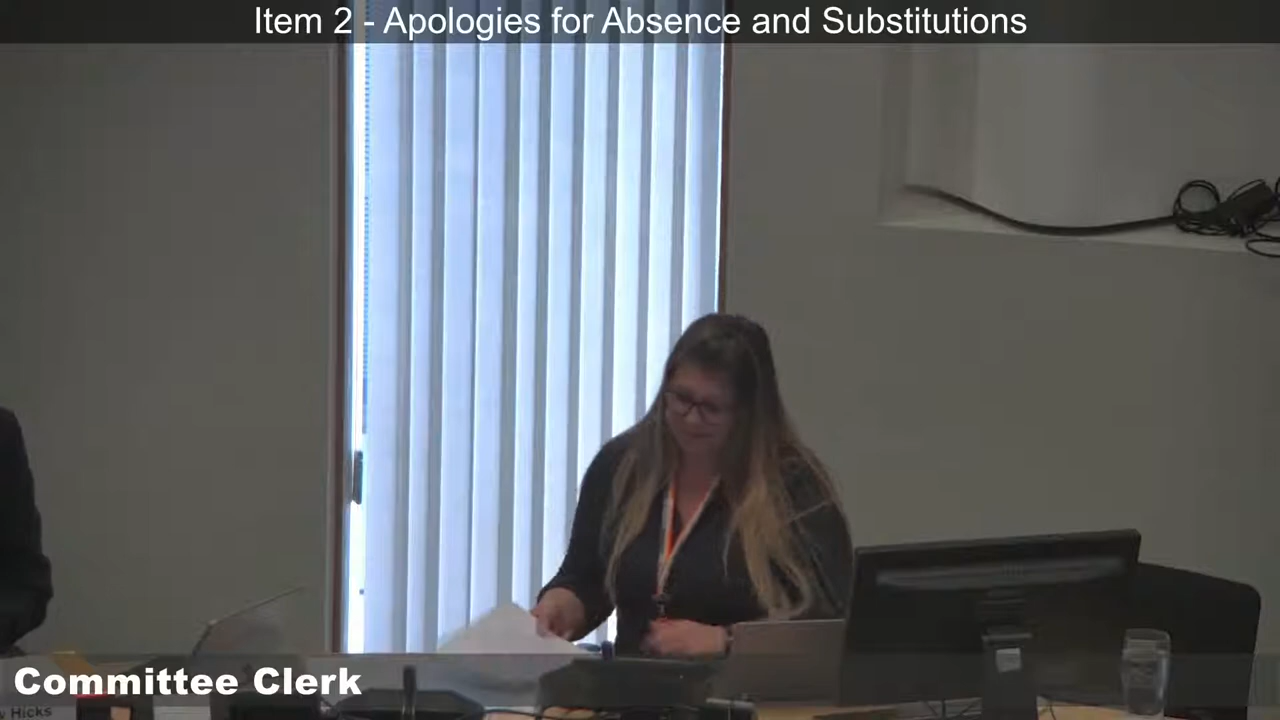 Item 2 - Apologies for Absence and Substitutions
Committee Clerk
Hicks